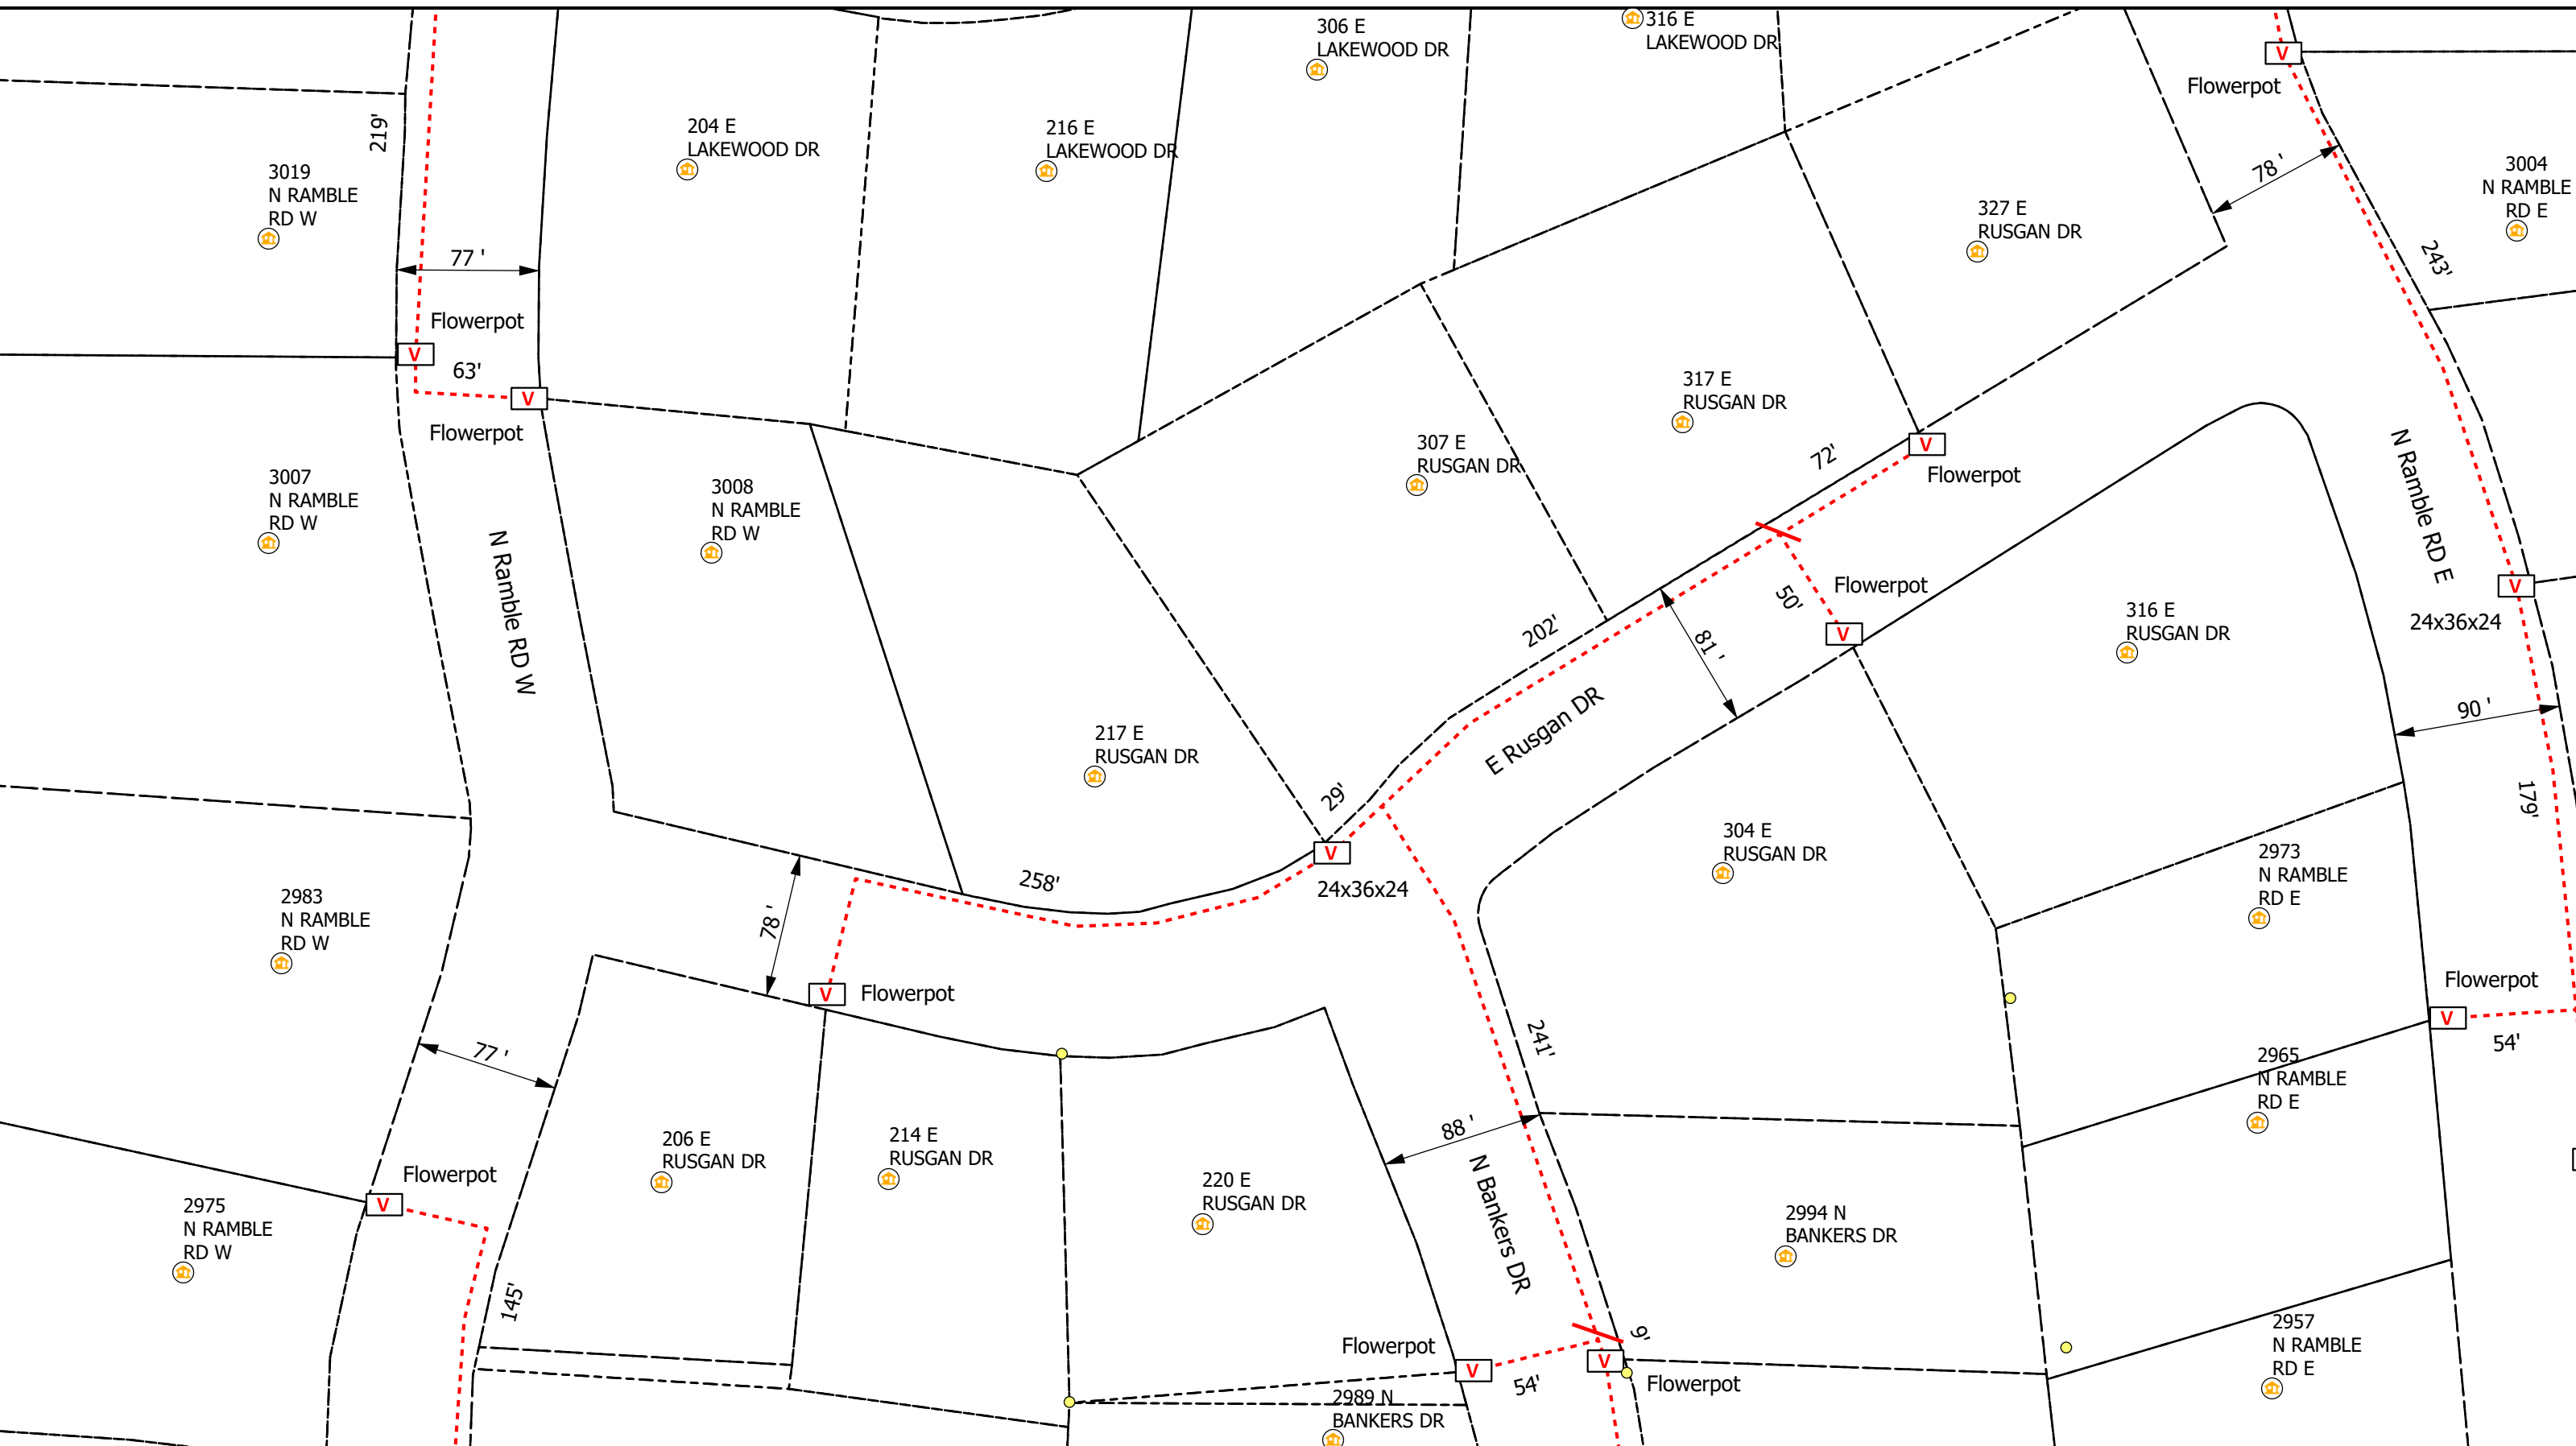 306 E
LAKEWOOD DR
316 E
LAKEWOOD DR
V
Flowerpot
219'
204 E
LAKEWOOD DR
216 E
LAKEWOOD DR
3019
N RAMBLE
RD W
78 '
3004
N RAMBLE
RD E
327 E
RUSGAN DR
77 '
243'
Flowerpot
V
63'
V
Flowerpot
317 E
RUSGAN DR
307 E
RUSGAN DR
72'
V
Flowerpot
N Ramble RD E
3007
N RAMBLE
RD W
3008
N RAMBLE
RD W
N Ramble RD W
50'
Flowerpot
V
V
24x36x24
316 E
RUSGAN DR
202'
81 '
90 '
E Rusgan DR
217 E
RUSGAN DR
29'
179'
V
24x36x24
304 E
RUSGAN DR
2973
N RAMBLE
RD E
258'
2983
N RAMBLE
RD W
78 '
V
Flowerpot
Flowerpot
V
54'
241'
77 '
2965
N RAMBLE
RD E
206 E
RUSGAN DR
214 E
RUSGAN DR
88 '
Flowerpot
V
220 E
RUSGAN DR
N Bankers DR
2975
N RAMBLE
RD W
2994 N
BANKERS DR
145'
Flowerpot
V
54'
9'
V
Flowerpot
2957
N RAMBLE
RD E
2989 N
BANKERS DR